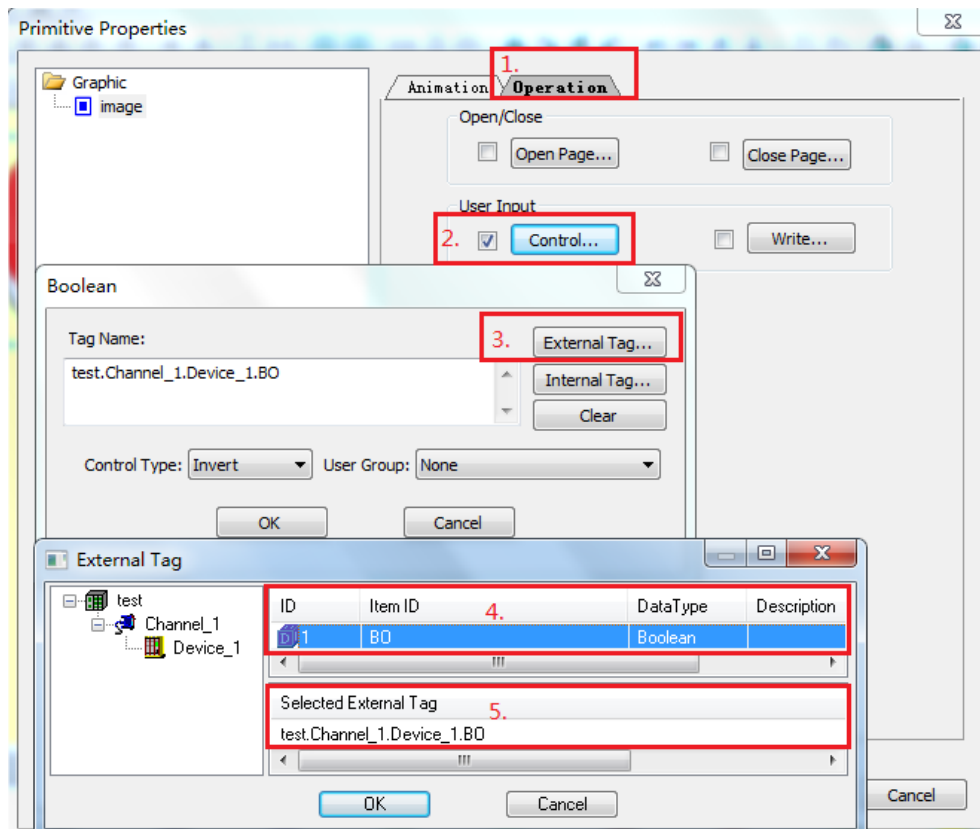 Primitive Properties
Graphic
image
1.
Animation
Operation
Open/Close
Open Page...
Close Page...
User Input
2.
Control...
Write...
Boolean
Tag Name:
3.
External Tag...
test.Channel_1.Device_1.BO
Internal Tag...
Clear
Control Type: Invert User Group: None
OK Cancel
External Tag
test
Channel_1
Device_1
ID Item ID 4. DataType Description
1 BO Boolean
Selected External Tag
5.
test.Channel_1.Device_1.BO
OK Cancel
Cancel